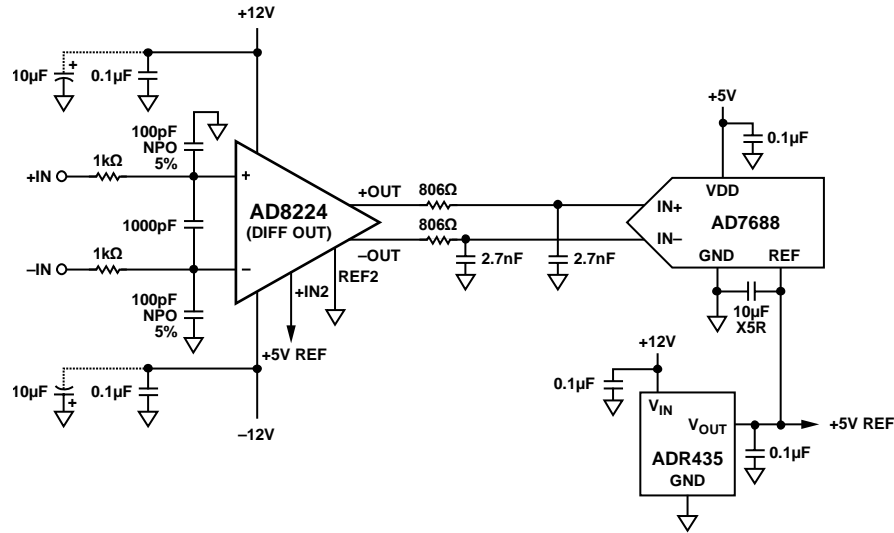 +12V
10µF
+
0.1µF
100pF
NPO
5%
+IN
1kΩ
+
1000pF
AD8224
(DIFF OUT)
–IN
1kΩ
–
100pF
NPO
5%
+OUT
–OUT
806Ω
806Ω
2.7nF
2.7nF
REF2
+IN2
+5V REF
10µF
+
0.1µF
–12V
+5V
0.1µF
VDD
IN+
IN–
AD7688
GND
REF
10µF
X5R
+12V
0.1µF
VIN
VOUT
ADR435
GND
+5V REF
0.1µF